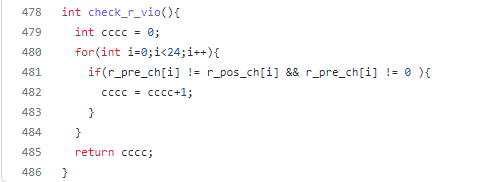 478 int check_r_vio(){
479   int cccc = 0;
480   for(int i=0;i<24;i++){
481     if(r_pre_ch[i] != r_pos_ch[i] && r_pre_ch[i] != 0 ){
482       cccc = cccc+1;
483     }
484   }
485   return cccc;
486 }